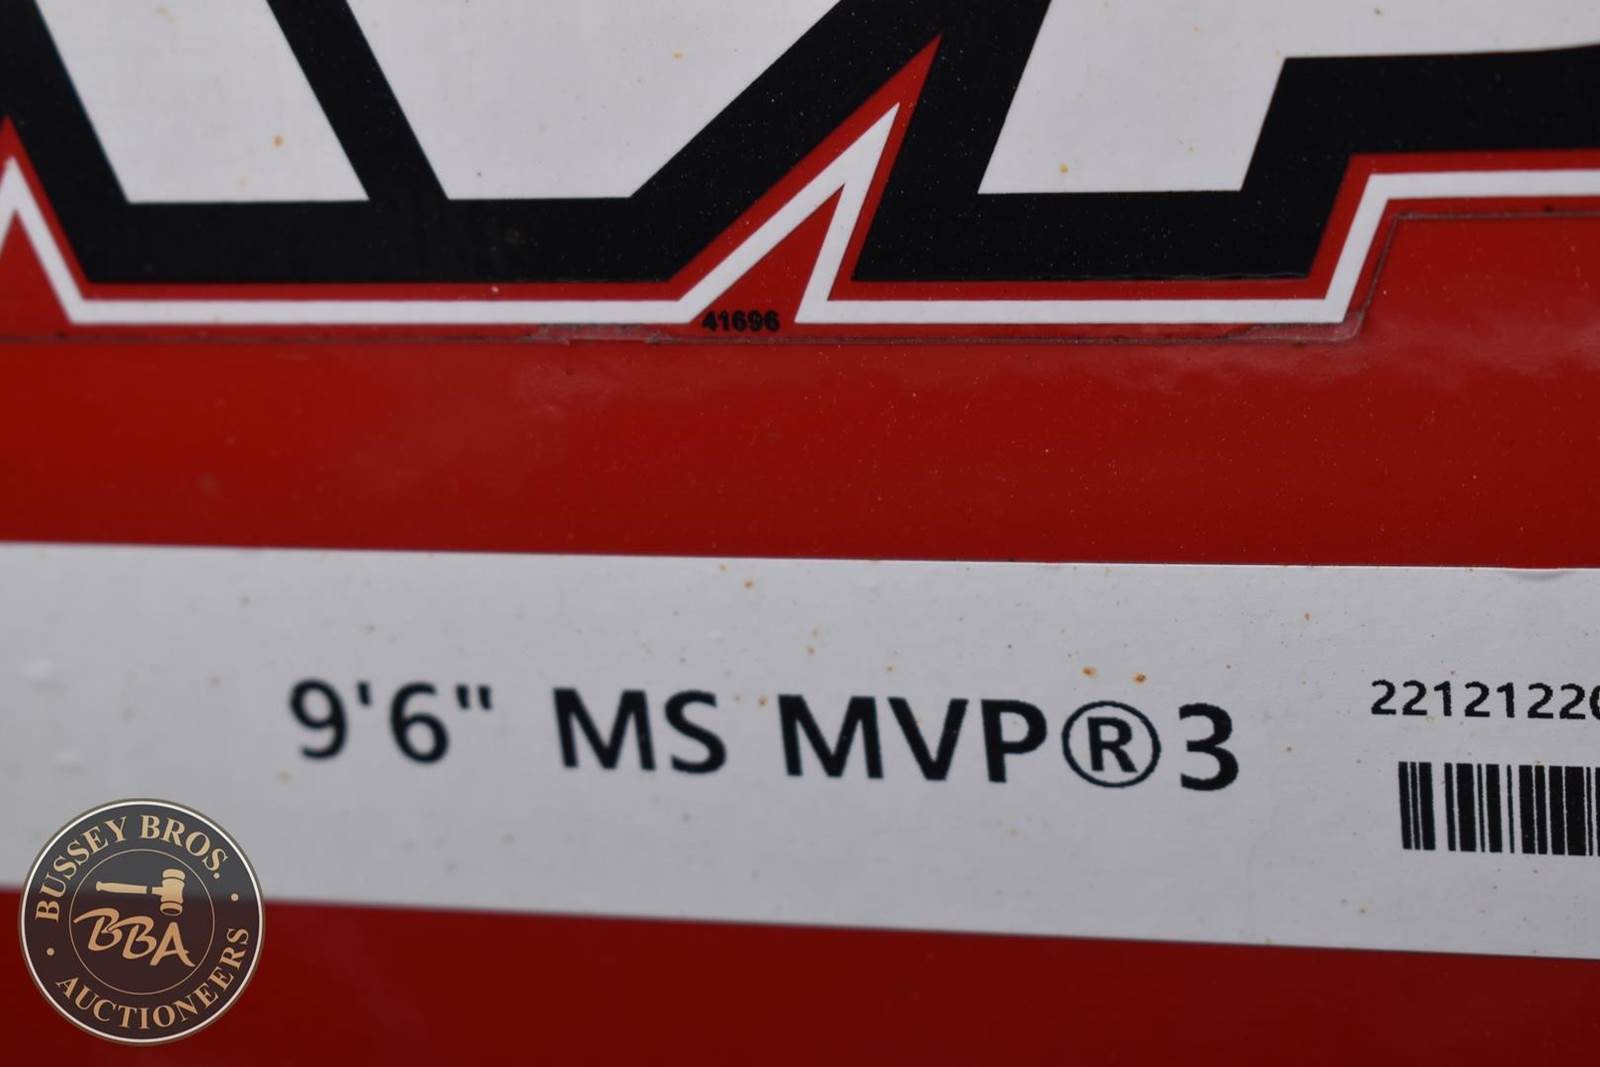 41696
9'6" MS MVP®3
2212122
BUSSEY BROS.
BBA
AUCTIONEERS